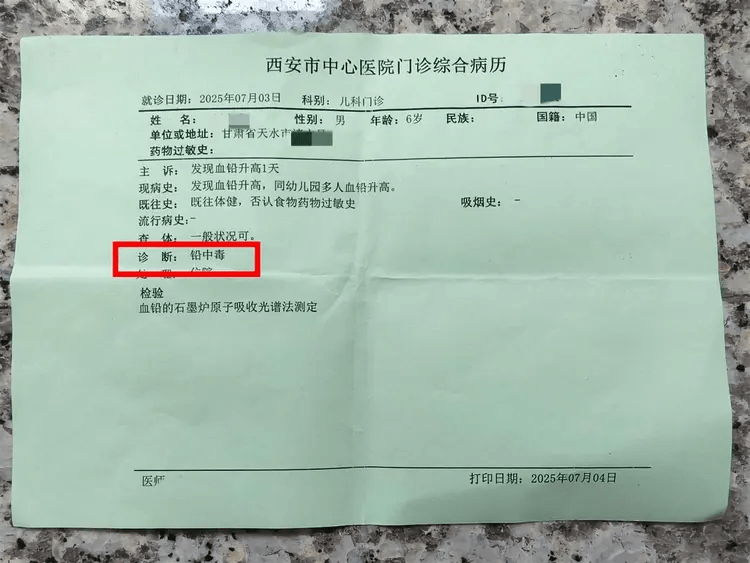 西安市中心医院门诊综合病历
就诊日期: 2025年07月03日 科别: 儿科门诊 ID号:
姓 名: 性别: 男 年龄: 6岁 民族: 国籍: 中国
单位或地址: 甘肃省天水市
药物过敏史:
主 诉: 发现血铅升高1天
现病史: 发现血铅升高,同幼儿园多人血铅升高。
既往史: 既往体健,否认食物药物过敏史 吸烟史: -
流行病史:-
查 体: 一般状况可。
诊 断: 铅中毒
检验
血铅的石墨炉原子吸收光谱法测定
医师 打印日期: 2025年07月04日